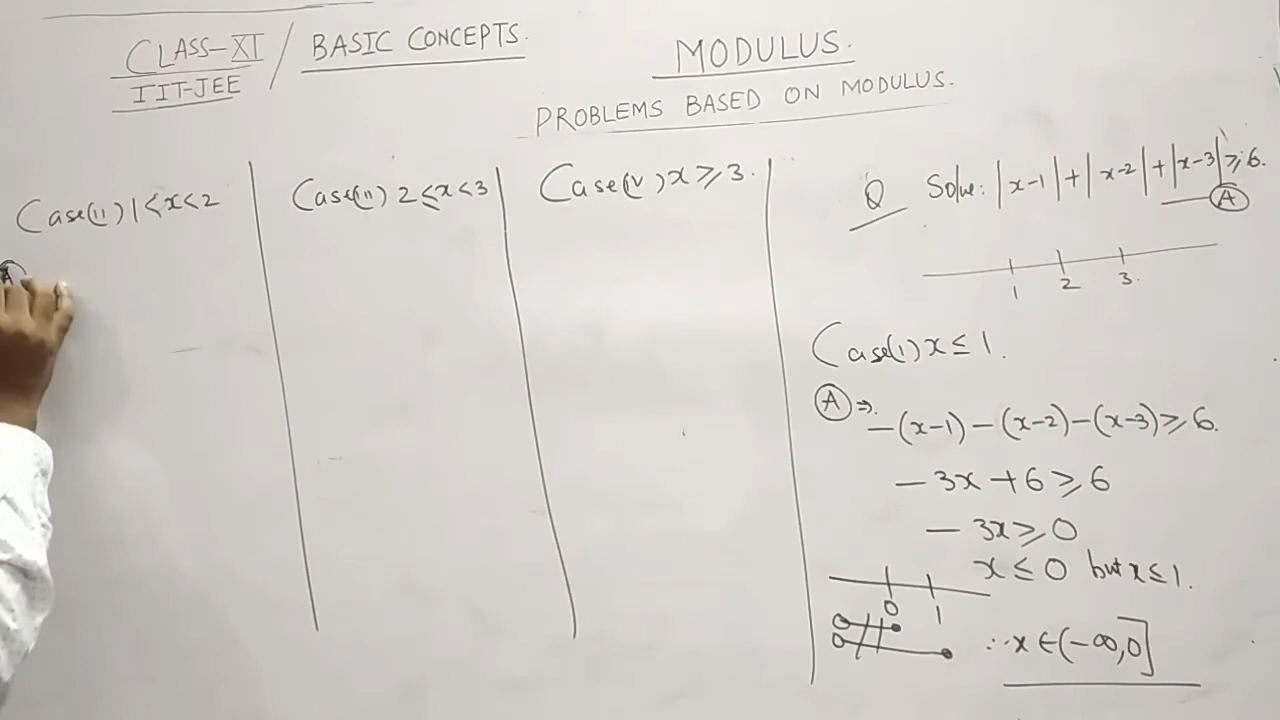 CLASS-XI / BASIC CONCEPTS.
IIT-JEE
MODULUS.
PROBLEMS BASED ON MODULUS.
Case(ii) 1<x<2
Case(iii) 2≤x<3
Case(iv) x≥3.
Q Solve: |x-1|+|x-2|+|x-3|≥6.
A
1 2 3.
Case(i) x≤1.
A ⇒.
-(x-1)-(x-2)-(x-3)≥6.
-3x+6≥6
-3x≥0
x≤0 but x≤1.
0 1
∴x∈(-∞,0]
A